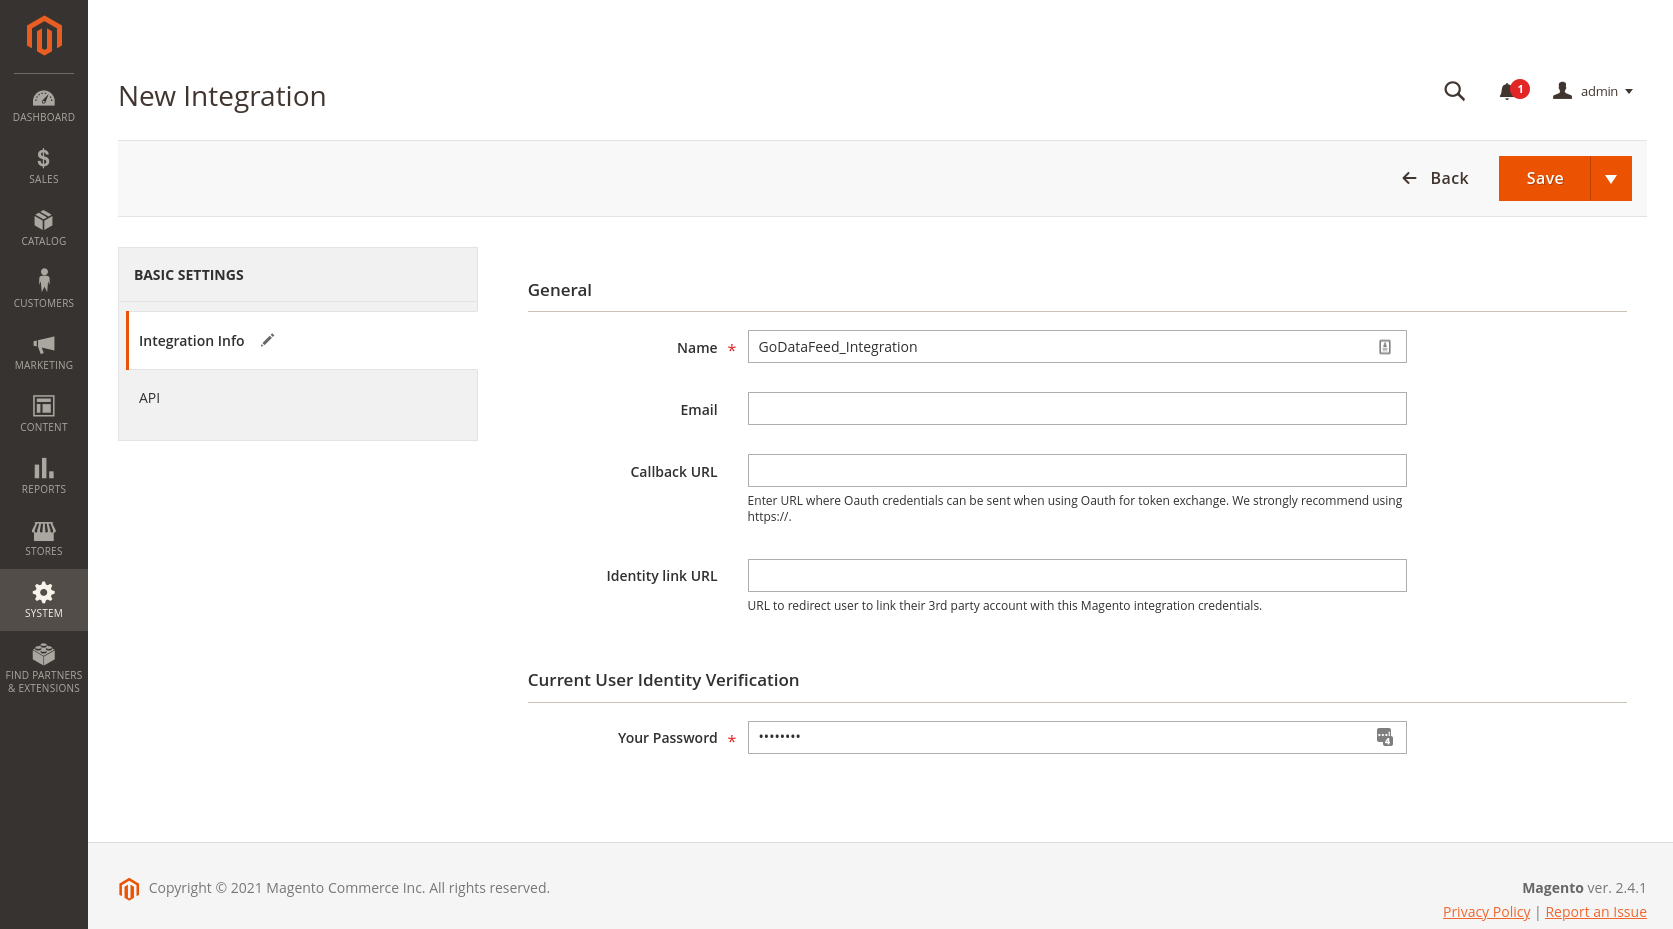 New Integration
1
admin
DASHBOARD
SALES
CATALOG
CUSTOMERS
MARKETING
CONTENT
REPORTS
STORES
SYSTEM
FIND PARTNERS
& EXTENSIONS
Back
Save
BASIC SETTINGS
Integration Info
API
General
Name *
GoDataFeed_Integration
Email
Callback URL
Enter URL where Oauth credentials can be sent when using Oauth for token exchange. We strongly recommend using
https://.
Identity link URL
URL to redirect user to link their 3rd party account with this Magento integration credentials.
Current User Identity Verification
Your Password *
••••••••
Copyright © 2021 Magento Commerce Inc. All rights reserved.
Magento ver. 2.4.1
Privacy Policy | Report an Issue